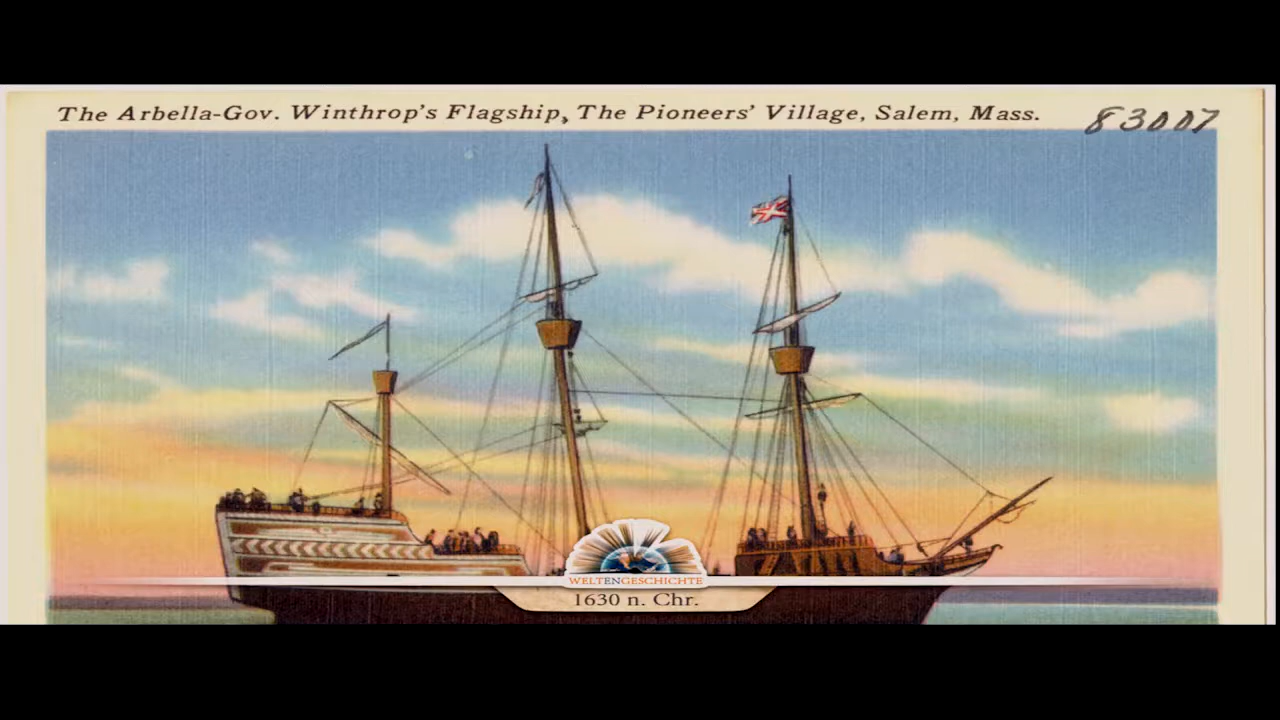 The Arbella-Gov. Winthrop's Flagship, The Pioneers' Village, Salem, Mass.
83007
WELTENGESCHICHTE
1630 n. Chr.